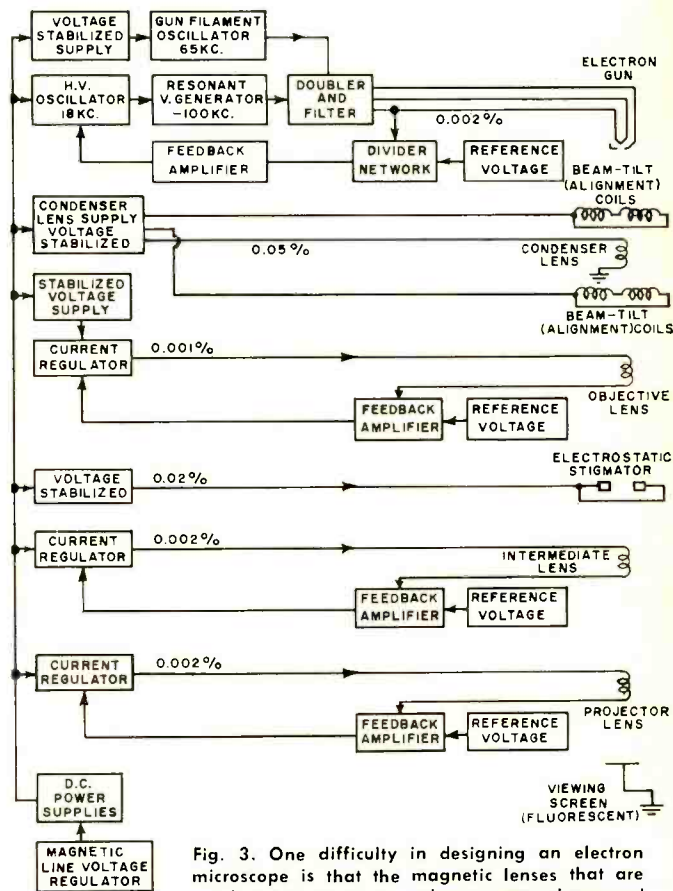 VOLTAGE
STABILIZED
SUPPLY
GUN FILAMENT
OSCILLATOR
65KC.
ELECTRON
GUN
H.V.
OSCILLATOR
18KC.
RESONANT
V. GENERATOR
-100KC.
DOUBLER
AND
FILTER
0.002%
FEEDBACK
AMPLIFIER
DIVIDER
NETWORK
REFERENCE
VOLTAGE
BEAM-TILT
(ALIGNMENT)
COILS
CONDENSER
LENS SUPPLY
VOLTAGE
STABILIZED
0.05%
CONDENSER
LENS
STABILIZED
VOLTAGE
SUPPLY
BEAM-TILT
(ALIGNMENT)COILS
CURRENT
REGULATOR
0.001%
OBJECTIVE
LENS
FEEDBACK
AMPLIFIER
REFERENCE
VOLTAGE
ELECTROSTATIC
STIGMATOR
VOLTAGE
STABILIZED
0.02%
CURRENT
REGULATOR
0.002%
INTERMEDIATE
LENS
FEEDBACK
AMPLIFIER
REFERENCE
VOLTAGE
CURRENT
REGULATOR
0.002%
PROJECTOR
LENS
FEEDBACK
AMPLIFIER
REFERENCE
VOLTAGE
D.C.
POWER
SUPPLIES
VIEWING
SCREEN
(FLUORESCENT)
MAGNETIC
LINE VOLTAGE
REGULATOR
Fig. 3. One difficulty in designing an electron
microscope is that the magnetic lenses that are